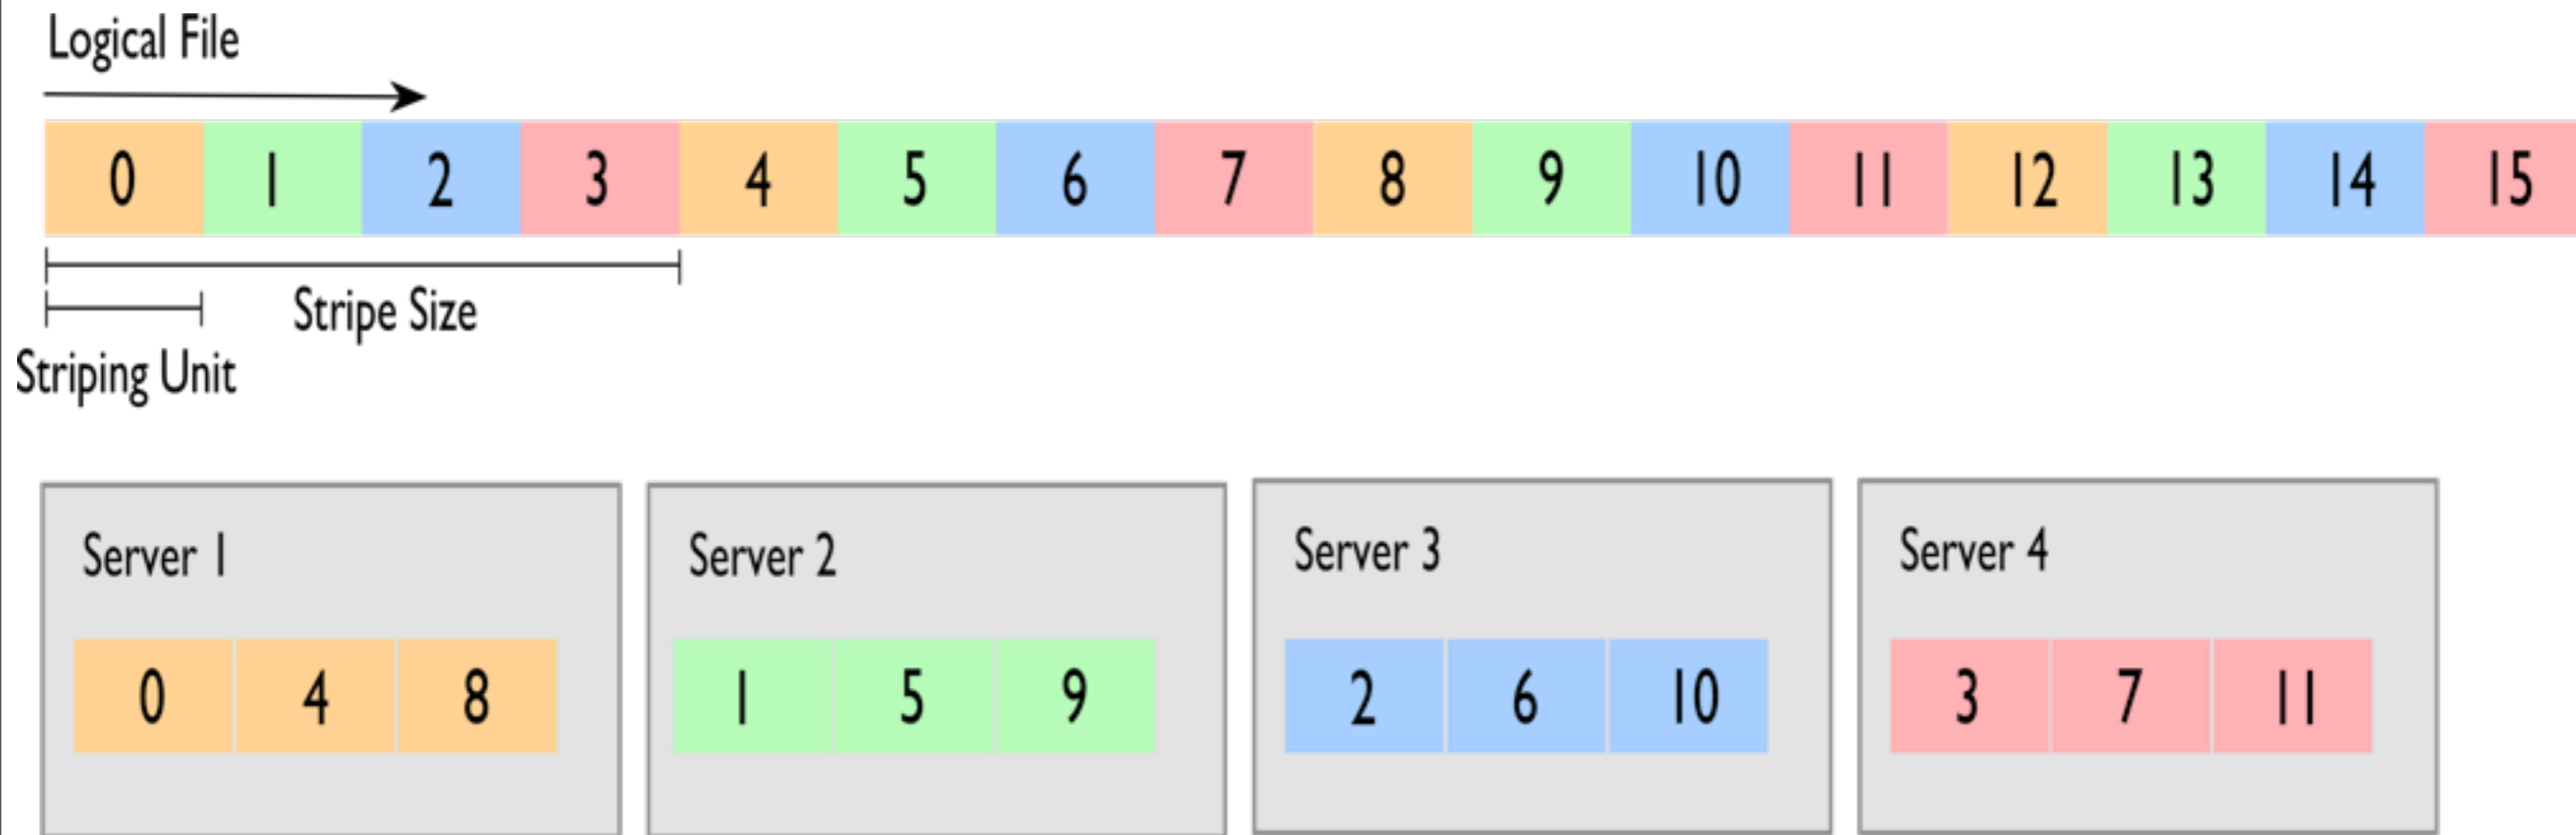 Logical File
0 1 2 3 4 5 6 7 8 9 10 11 12 13 14 15
Stripe Size
Striping Unit
Server 1 Server 2 Server 3 Server 4
0 4 8 1 5 9 2 6 10 3 7 11